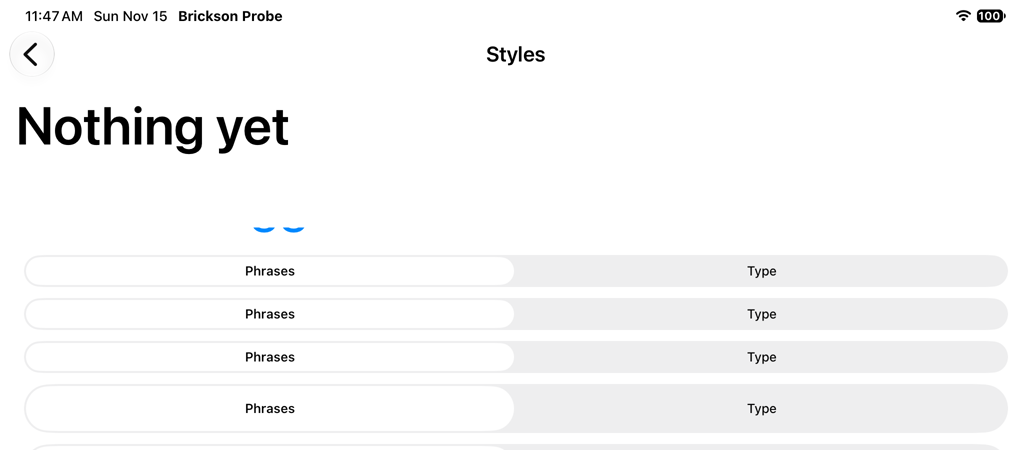 11:47 AM Sun Nov 15 Brickson Probe 100
Styles
Nothing yet
Phrases Type
Phrases Type
Phrases Type
Phrases Type